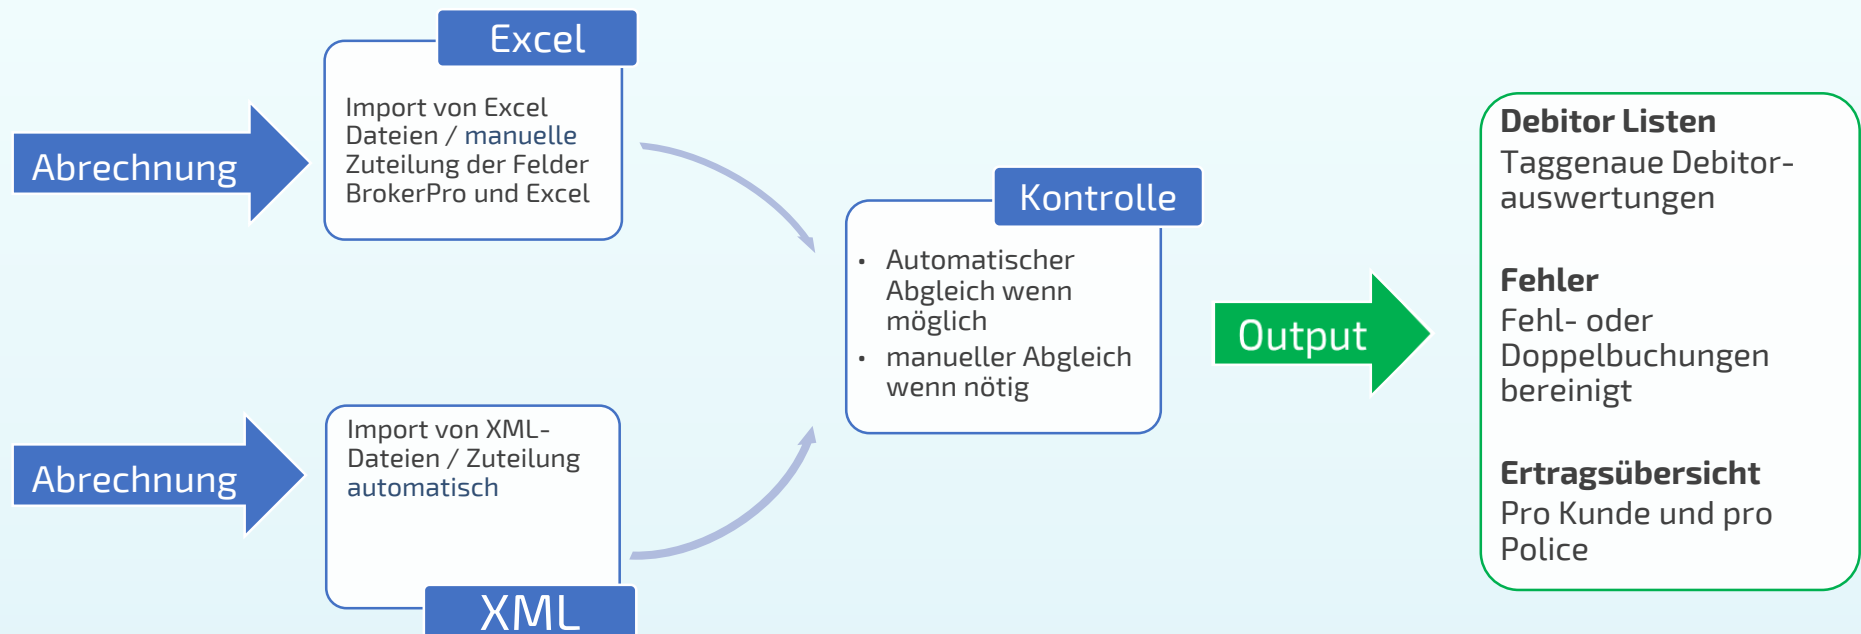 Excel
Abrechnung
Import von Excel
Dateien / manuelle
Zuteilung der Felder
BrokerPro und Excel
Abrechnung
Import von XML-
Dateien / Zuteilung
automatisch
XML
Kontrolle
• Automatischer
Abgleich wenn
möglich
• manueller Abgleich
wenn nötig
Output
Debitor Listen
Taggenaue Debitor-
auswertungen
Fehler
Fehl- oder
Doppelbuchungen
bereinigt
Ertragsübersicht
Pro Kunde und pro
Police